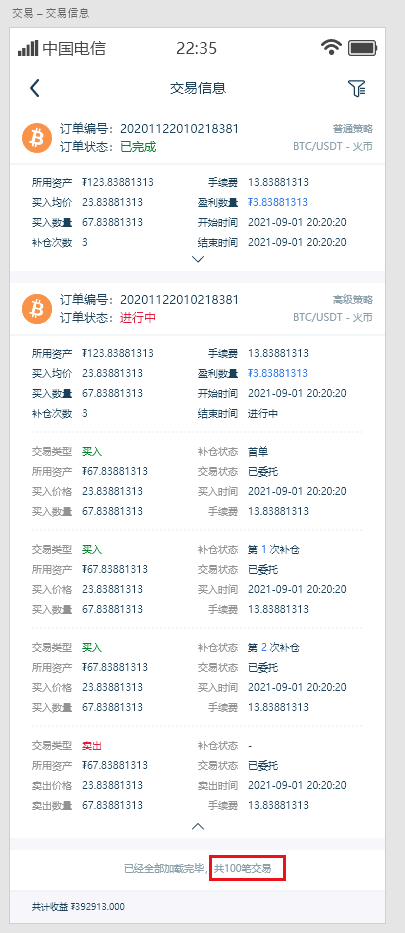 交易 – 交易信息
中国电信 22:35
交易信息
订单编号：20201122010218381 普通策略
订单状态：已完成 BTC/USDT - 火币
所用资产 ₮123.83881313 手续费 13.83881313
买入均价 23.83881313 盈利数量 ₮3.83881313
买入数量 67.83881313 开始时间 2021-09-01 20:20:20
补仓次数 3 结束时间 2021-09-01 20:20:20
订单编号：20201122010218381 高级策略
订单状态：进行中 BTC/USDT - 火币
所用资产 ₮123.83881313 手续费 13.83881313
买入均价 23.83881313 盈利数量 ₮3.83881313
买入数量 67.83881313 开始时间 2021-09-01 20:20:20
补仓次数 3 结束时间 进行中
交易类型 买入 补仓状态 首单
所用资产 ₮67.83881313 交易状态 已委托
买入价格 23.83881313 买入时间 2021-09-01 20:20:20
买入数量 67.83881313 手续费 13.83881313
交易类型 买入 补仓状态 第 1 次补仓
所用资产 ₮67.83881313 交易状态 已委托
买入价格 23.83881313 买入时间 2021-09-01 20:20:20
买入数量 67.83881313 手续费 13.83881313
交易类型 买入 补仓状态 第 2 次补仓
所用资产 ₮67.83881313 交易状态 已委托
买入价格 23.83881313 买入时间 2021-09-01 20:20:20
买入数量 67.83881313 手续费 13.83881313
交易类型 卖出 补仓状态 -
所用资产 ₮67.83881313 交易状态 已委托
卖出价格 23.83881313 卖出时间 2021-09-01 20:20:20
卖出数量 67.83881313 手续费 13.83881313
已经全部加载完毕，共100笔交易
共计收益 ₮392913.000